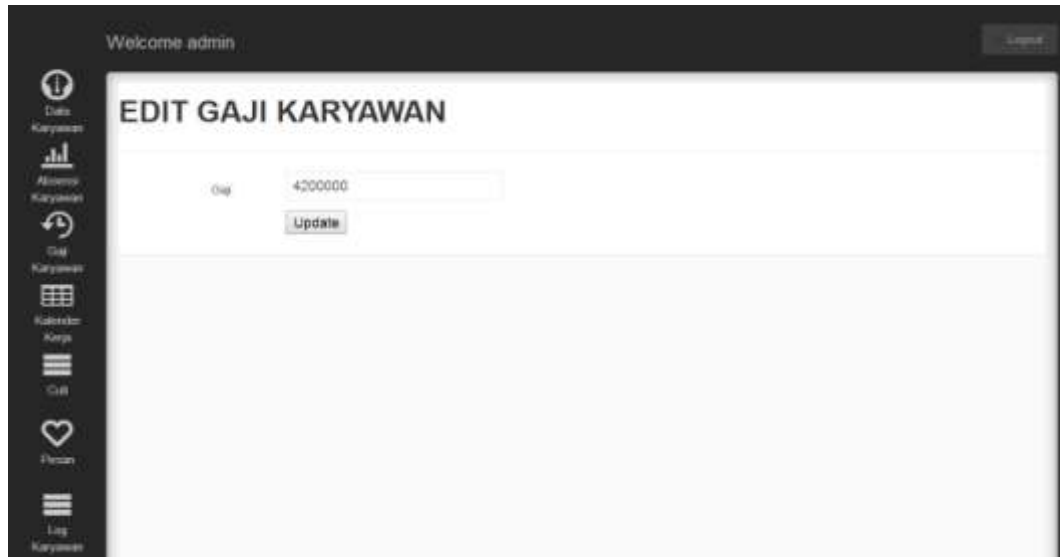 Welcome admin
Logout
Data
Karyawan
Absensi
Karyawan
Gaji
Karyawan
Kalender
Kerja
Cuti
Pesan
Log
Karyawan
EDIT GAJI KARYAWAN
Gaji
4200000
Update